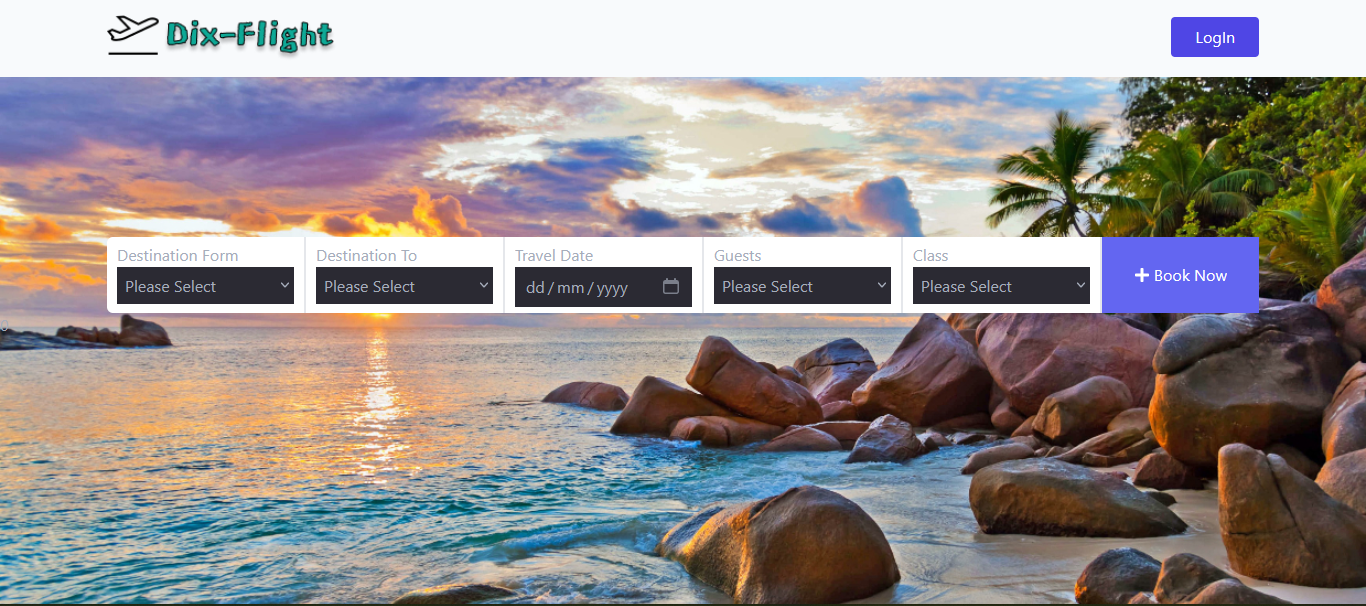 Dix-Flight
LogIn
Destination Form
Destination To
Travel Date
Guests
Class
Please Select
Please Select
dd/mm/yyyy
Please Select
Please Select
Book Now